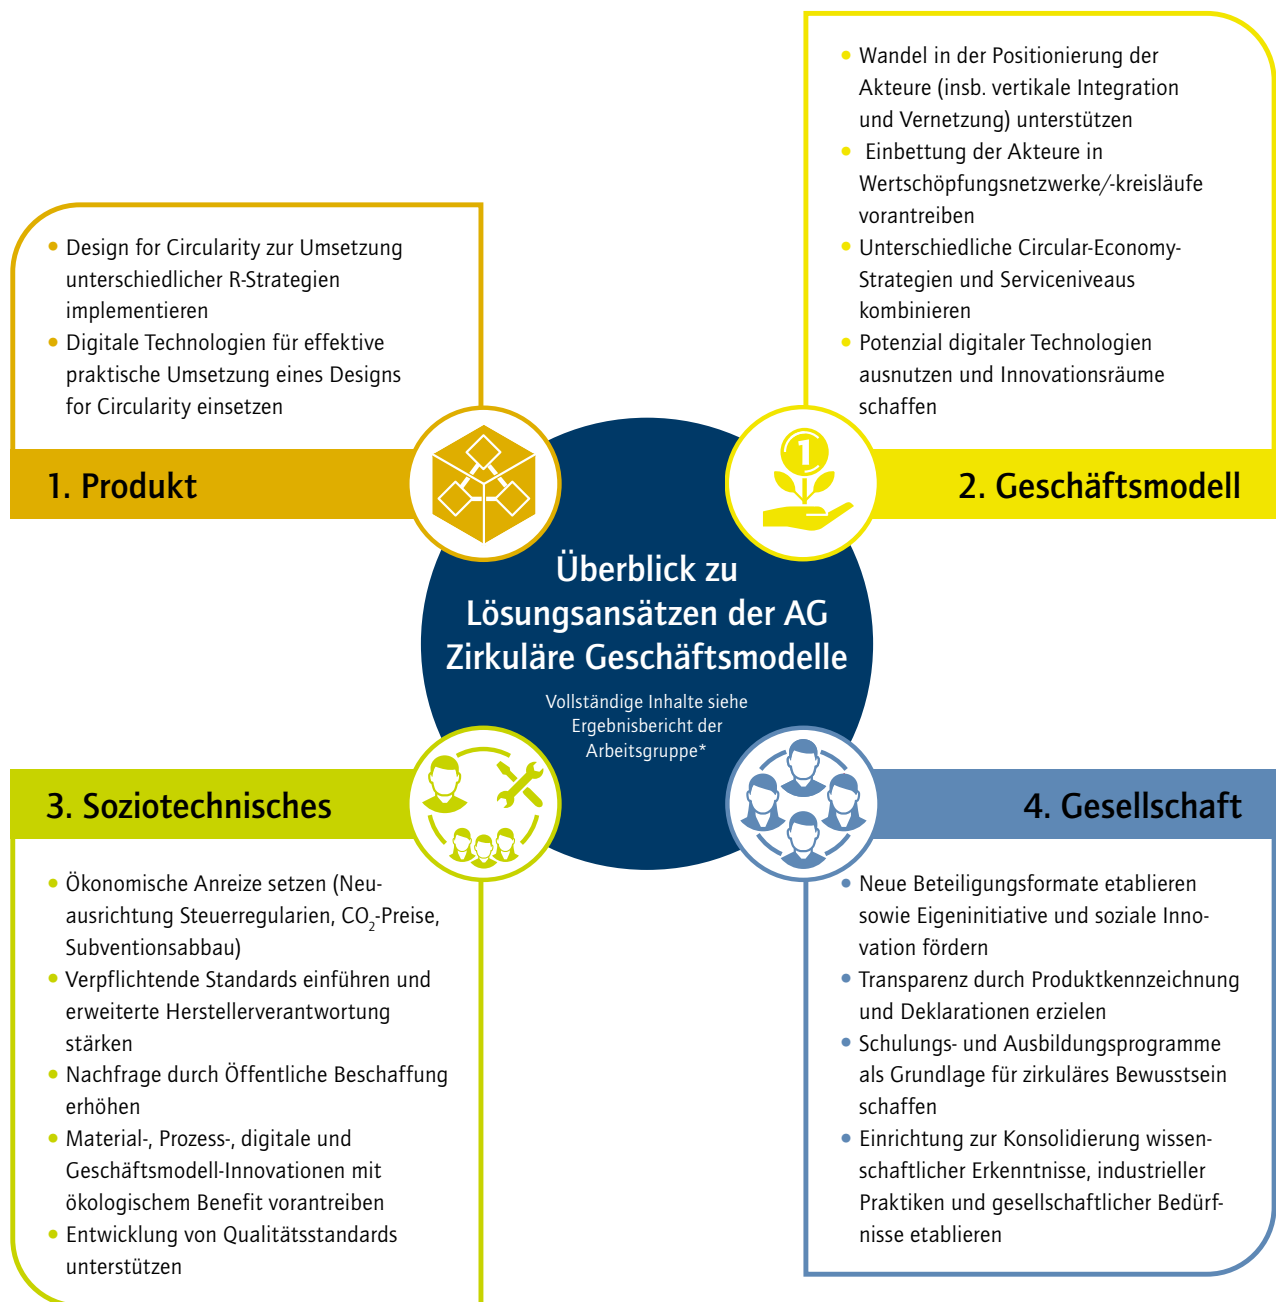 • Design for Circularity zur Umsetzung
unterschiedlicher R-Strategien
implementieren
• Digitale Technologien für effektive
praktische Umsetzung eines Designs
for Circularity einsetzen
1. Produkt
• Wandel in der Positionierung der
Akteure (insb. vertikale Integration
und Vernetzung) unterstützen
• Einbettung der Akteure in
Wertschöpfungsnetzwerke/-kreisläufe
vorantreiben
• Unterschiedliche Circular-Economy-
Strategien und Serviceniveaus
kombinieren
• Potenzial digitaler Technologien
ausnutzen und Innovationsräume
schaffen
1
2. Geschäftsmodell
Überblick zu
Lösungsansätzen der AG
Zirkuläre Geschäftsmodelle
Vollständige Inhalte siehe
Ergebnisbericht der
Arbeitsgruppe*
3. Soziotechnisches
• Ökonomische Anreize setzen (Neu-
ausrichtung Steuerregularien, CO₂-Preise,
Subventionsabbau)
• Verpflichtende Standards einführen und
erweiterte Herstellerverantwortung
stärken
• Nachfrage durch Öffentliche Beschaffung
erhöhen
• Material-, Prozess-, digitale und
Geschäftsmodell-Innovationen mit
ökologischem Benefit vorantreiben
• Entwicklung von Qualitätsstandards
unterstützen
4. Gesellschaft
• Neue Beteiligungsformate etablieren
sowie Eigeninitiative und soziale Inno-
vation fördern
• Transparenz durch Produktkennzeichnung
und Deklarationen erzielen
• Schulungs- und Ausbildungsprogramme
als Grundlage für zirkuläres Bewusstsein
schaffen
• Einrichtung zur Konsolidierung wissen-
schaftlicher Erkenntnisse, industrieller
Praktiken und gesellschaftlicher Bedürf-
nisse etablieren